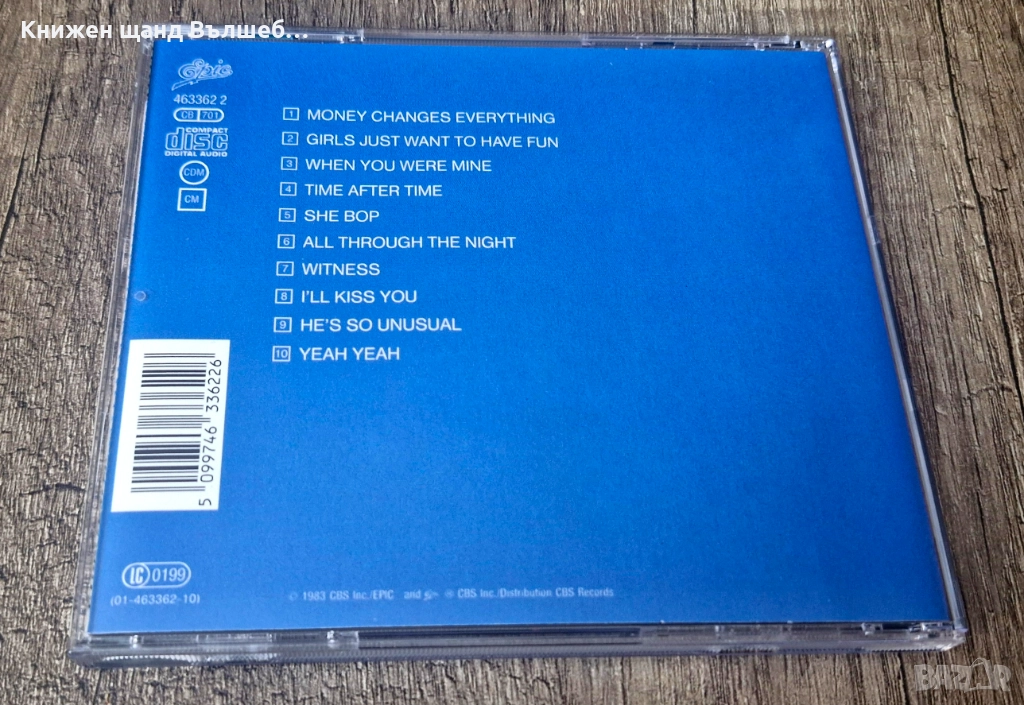 Книжен щанд Вълшеб...
Epic
463362 2
CB 701
COMPACT
disc
DIGITAL AUDIO
CDM
CM
1 MONEY CHANGES EVERYTHING
2 GIRLS JUST WANT TO HAVE FUN
3 WHEN YOU WERE MINE
4 TIME AFTER TIME
5 SHE BOP
6 ALL THROUGH THE NIGHT
7 WITNESS
8 I'LL KISS YOU
9 HE'S SO UNUSUAL
10 YEAH YEAH
5 099746 336226
LC 0199
(01-463362-10)
© 1983 CBS Inc./EPIC and ℗ CBS Inc./Distribution CBS Records
BAZAR